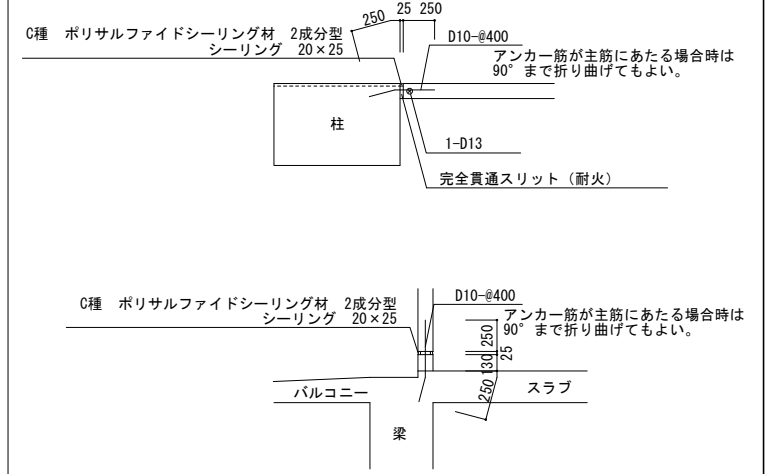 250 25 250
C種 ポリサルファイドシーリング材 2成分型
シーリング 20×25
D10-@400
アンカー筋が主筋にあたる場合時は
90°まで折り曲げてもよい。
柱
1-D13
完全貫通スリット（耐火）
C種 ポリサルファイドシーリング材 2成分型
シーリング 20×25
D10-@400
アンカー筋が主筋にあたる場合時は
90°まで折り曲げてもよい。
250
25
130
250
バルコニー
スラブ
梁